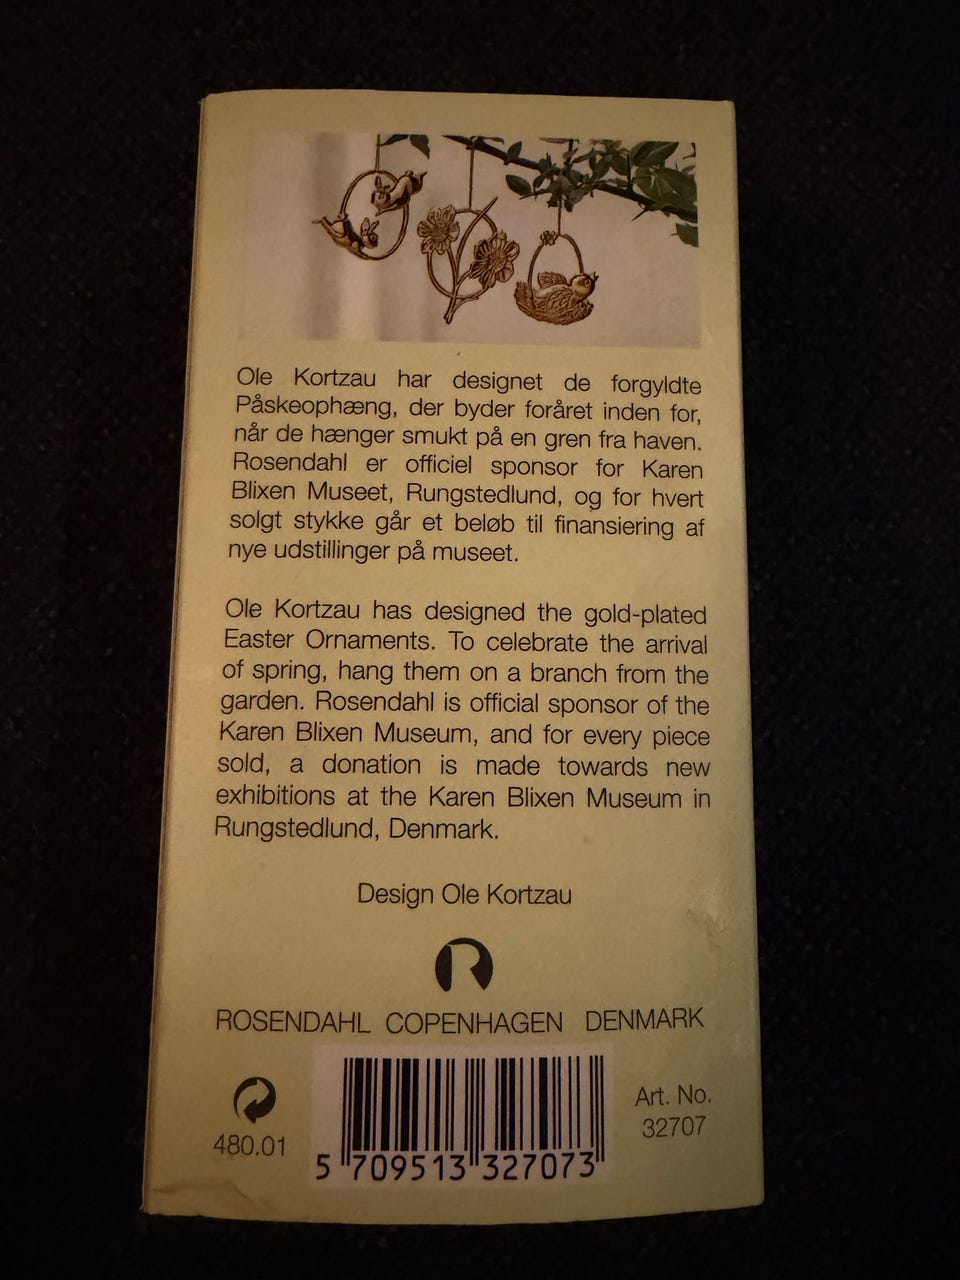 Ole Kortzau har designet de forgyldte
Påskeophæng, der byder foråret inden for,
når de hænger smukt på en gren fra haven.
Rosendahl er officiel sponsor for Karen
Blixen Museet, Rungstedlund, og for hvert
solgt stykke går et beløb til finansiering af
nye udstillinger på museet.
Ole Kortzau has designed the gold-plated
Easter Ornaments. To celebrate the arrival
of spring, hang them on a branch from the
garden. Rosendahl is official sponsor of the
Karen Blixen Museum, and for every piece
sold, a donation is made towards new
exhibitions at the Karen Blixen Museum in
Rungstedlund, Denmark.
Design Ole Kortzau
R
ROSENDAHL COPENHAGEN DENMARK
480.01
5 709513 327073
Art. No.
32707